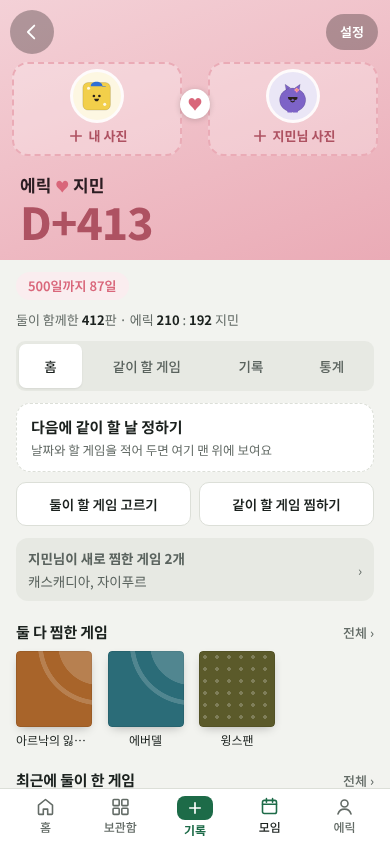 설정
+ 내 사진
+ 지민님 사진
에릭 ♥ 지민
D+413
500일까지 87일
둘이 함께한 412판 · 에릭 210 : 192 지민
홈 같이 할 게임 기록 통계
다음에 같이 할 날 정하기
날짜와 할 게임을 적어 두면 여기 맨 위에 보여요
둘이 할 게임 고르기 같이 할 게임 찜하기
지민님이 새로 찜한 게임 2개
캐스캐디아, 자이푸르
둘 다 찜한 게임 전체 ›
아르낙의 잃… 에버델 윙스팬
최근에 둘이 한 게임 전체 ›
홈 보관함 기록 모임 에릭